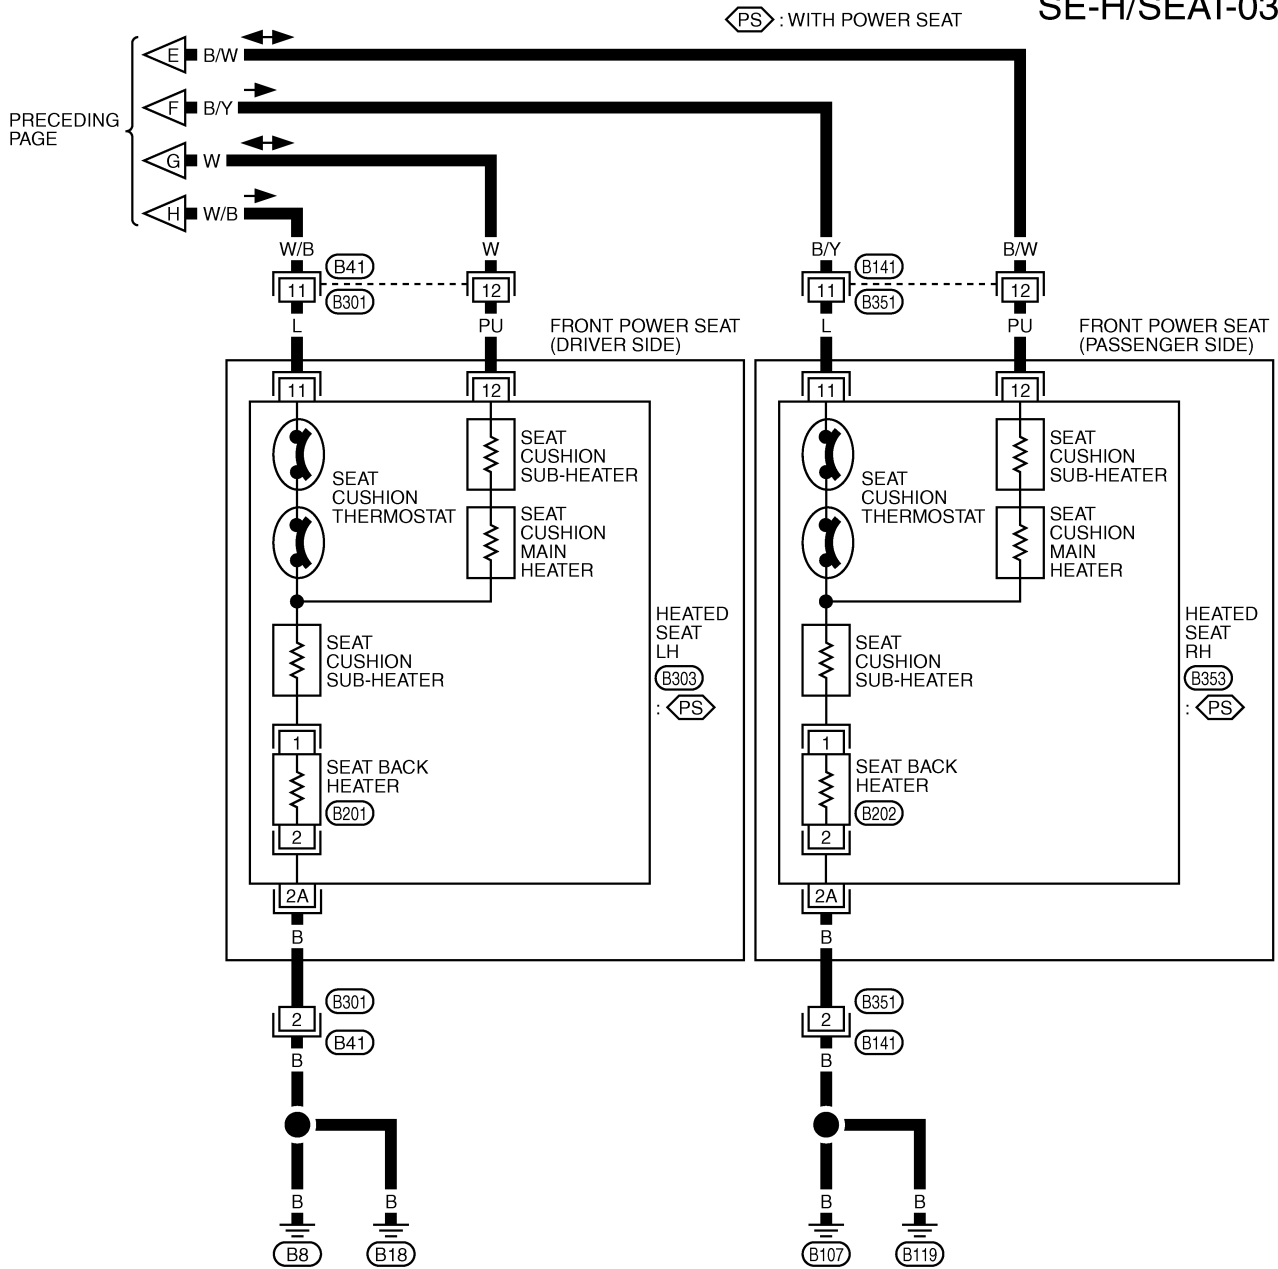 SE-H/SEAT-03
PS : WITH POWER SEAT
PRECEDING
PAGE
E B/W
F B/Y
G W
H W/B
W/B W B/Y B/W
B41 B141
11 12 11 12
B301 B351
L PU L PU
FRONT POWER SEAT
(DRIVER SIDE)
FRONT POWER SEAT
(PASSENGER SIDE)
11 12 11 12
SEAT
CUSHION
SUB-HEATER
SEAT
CUSHION
THERMOSTAT
SEAT
CUSHION
MAIN
HEATER
SEAT
CUSHION
SUB-HEATER
SEAT
CUSHION
THERMOSTAT
SEAT
CUSHION
MAIN
HEATER
HEATED
SEAT
LH
B303
: PS
HEATED
SEAT
RH
B353
: PS
SEAT
CUSHION
SUB-HEATER
SEAT
CUSHION
SUB-HEATER
1 1
SEAT BACK
HEATER
B201
SEAT BACK
HEATER
B202
2 2
2A 2A
B B
B301 B351
2 2
B41 B141
B B
B B B B
B8 B18 B107 B119